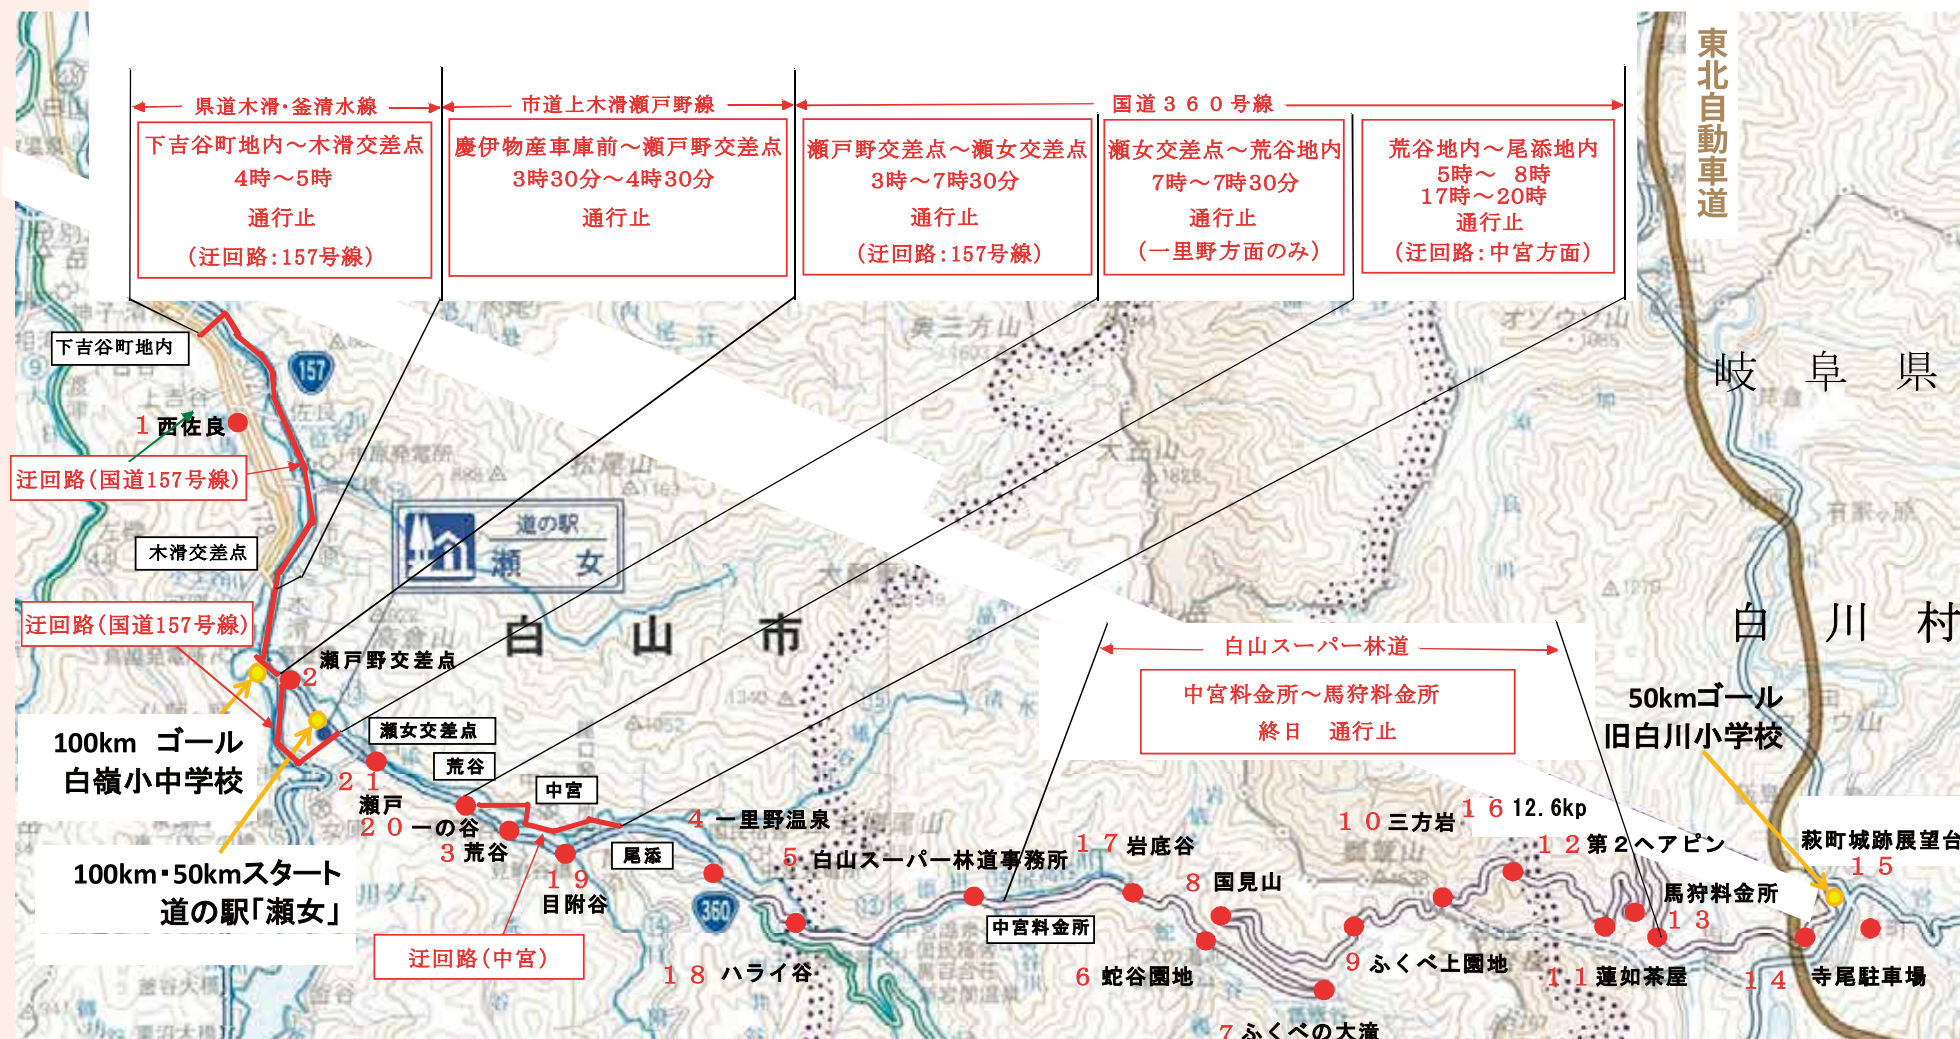 東北自動車道
県道木滑・釜清水線
市道上木滑瀬戸野線
国道３６０号線
下吉谷町地内～木滑交差点
4時～5時
通行止
(迂回路:157号線)
慶伊物産車庫前～瀬戸野交差点
3時30分～4時30分
通行止
瀬戸野交差点～瀬女交差点
3時～7時30分
通行止
(迂回路:157号線)
瀬女交差点～荒谷地内
7時～7時30分
通行止
(一里野方面のみ)
荒谷地内～尾添地内
5時～ 8時
17時～20時
通行止
(迂回路:中宮方面)
下吉谷町地内
157
奥三方山
オゾウゾ山
岐阜県
上吉谷
1 西佐良
迂回路(国道157号線)
松尾山
大笠山
木滑交差点
道の駅
瀬女
迂回路(国道157号線)
白山市
白川村
瀬戸野交差点
2
白山スーパー林道
中宮料金所～馬狩料金所
終日 通行止
50kmゴール
旧白川小学校
100km ゴール
白嶺小中学校
瀬女交差点
荒谷
中宮
２１
瀬戸
２０ 一の谷
3 荒谷
4 一里野温泉
尾添
5 白山スーパー林道事務所
１７ 岩底谷
１０ 三方岩
１６ 12.6kp
１２ 第２ヘアピン
萩町城跡展望台
１５
100km・50kmスタート
道の駅「瀬女」
１９
目附谷
360
8 国見山
馬狩料金所
１３
中宮料金所
迂回路(中宮)
１８ ハライ谷
6 蛇谷園地
9 ふくべ上園地
１１ 蓮如茶屋
１４ 寺尾駐車場
7 ふくべの大滝